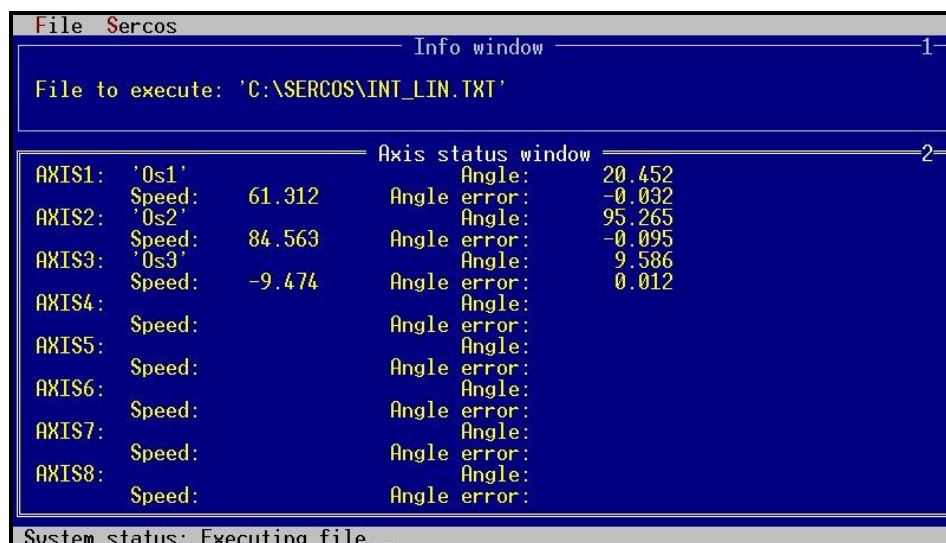 File Sercos
Info window 1
File to execute: 'C:\SERCOS\INT_LIN.TXT'
Axis status window 2
AXIS1: 'Os1' Angle: 20.452
Speed: 61.312 Angle error: -0.032
AXIS2: 'Os2' Angle: 95.265
Speed: 84.563 Angle error: -0.095
AXIS3: 'Os3' Angle: 9.586
Speed: -9.474 Angle error: 0.012
AXIS4: Angle:
Speed: Angle error:
AXIS5: Angle:
Speed: Angle error:
AXIS6: Angle:
Speed: Angle error:
AXIS7: Angle:
Speed: Angle error:
AXIS8: Angle:
Speed: Angle error:
System status: Executing file...